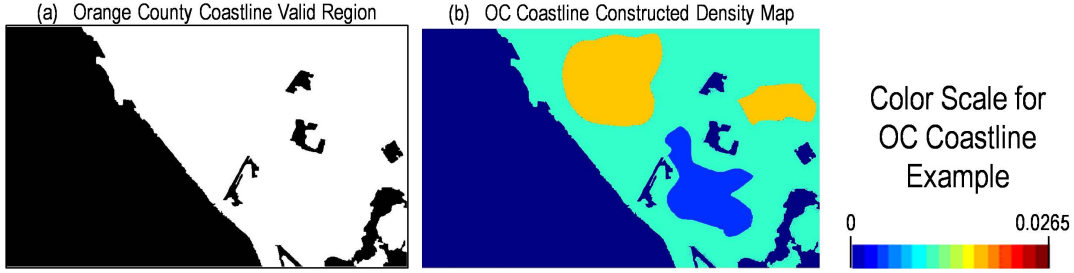 (a) Orange County Coastline Valid Region
(b) OC Coastline Constructed Density Map
Color Scale for
OC Coastline
Example
0 0.0265